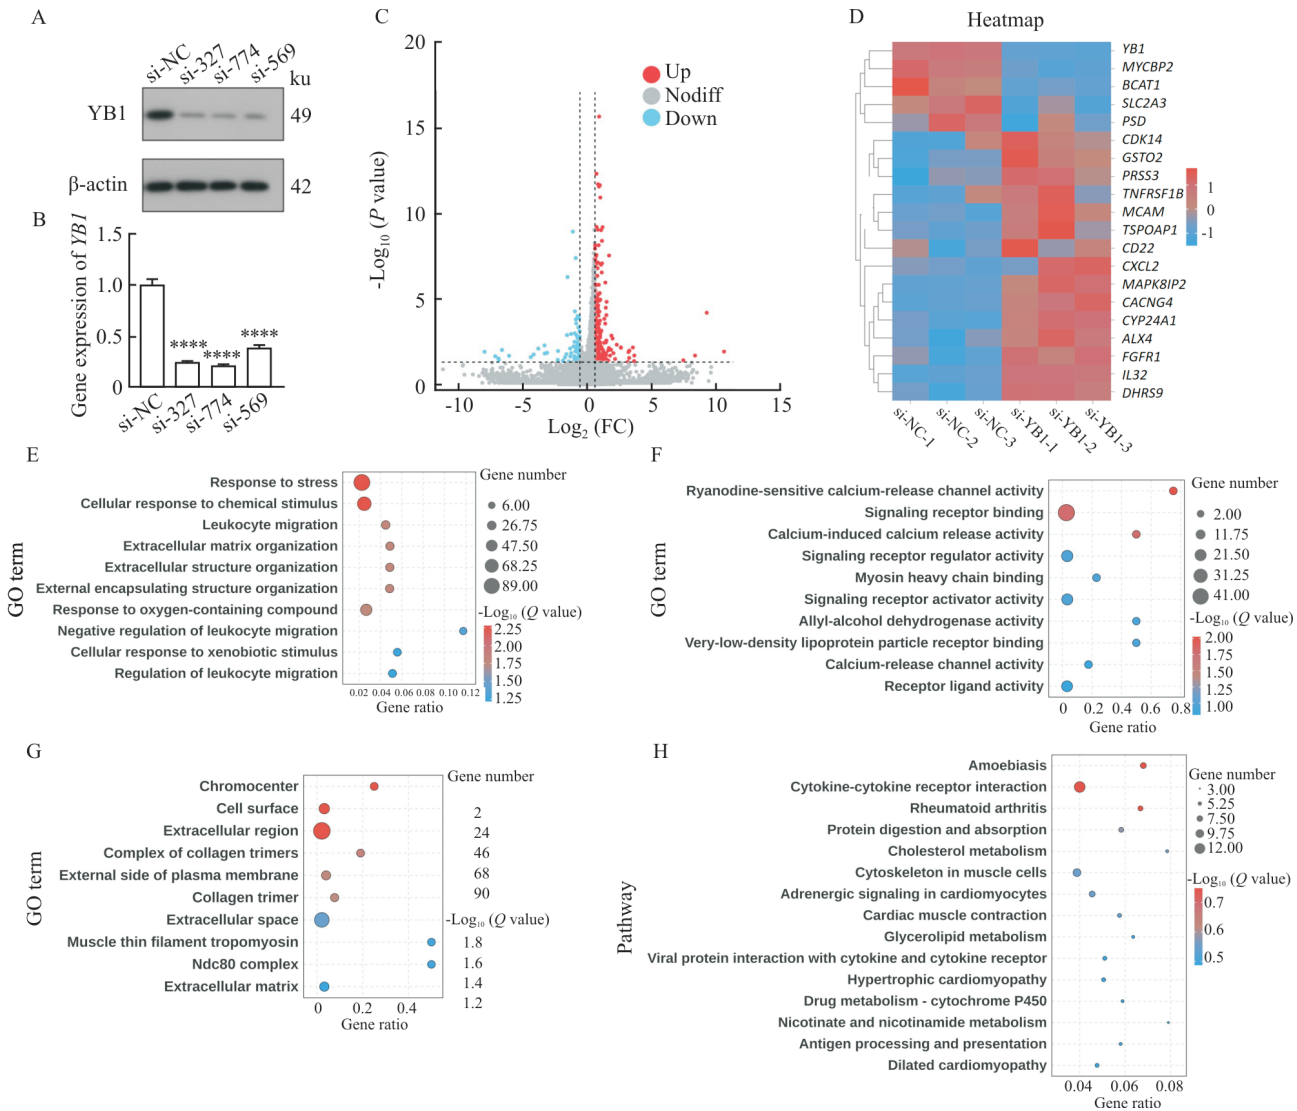 A
si-NC
si-327
si-774
si-569
ku
YB1
49
β-actin
42
B
Gene expression of YB1
1.5
1.0
0.5
0
****
****
****
si-NC
si-327
si-774
si-569
C
-Log10 (P value)
20
15
10
5
0
Up
Nodiff
Down
-10
-5
0
5
10
15
Log2 (FC)
D
Heatmap
YB1
MYCBP2
BCAT1
SLC2A3
PSD
CDK14
GSTO2
PRSS3
TNFRSF1B
MCAM
TSPOAP1
CD22
CXCL2
MAPK8IP2
CACNG4
CYP24A1
ALX4
FGFR1
IL32
DHRS9
1
0
-1
si-NC-1
si-NC-2
si-NC-3
si-YB1-1
si-YB1-2
si-YB1-3
E
GO term
Response to stress
Cellular response to chemical stimulus
Leukocyte migration
Extracellular matrix organization
Extracellular structure organization
External encapsulating structure organization
Response to oxygen-containing compound
Negative regulation of leukocyte migration
Cellular response to xenobiotic stimulus
Regulation of leukocyte migration
0.02 0.04 0.06 0.08 0.10 0.12
Gene ratio
Gene number
6.00
26.75
47.50
68.25
89.00
-Log10 (Q value)
2.25
2.00
1.75
1.50
1.25
F
GO term
Ryanodine-sensitive calcium-release channel activity
Signaling receptor binding
Calcium-induced calcium release activity
Signaling receptor regulator activity
Myosin heavy chain binding
Signaling receptor activator activity
Allyl-alcohol dehydrogenase activity
Very-low-density lipoprotein particle receptor binding
Calcium-release channel activity
Receptor ligand activity
0 0.2 0.4 0.6 0.8
Gene ratio
Gene number
2.00
11.75
21.50
31.25
41.00
-Log10 (Q value)
2.00
1.75
1.50
1.25
1.00
G
GO term
Chromocenter
Cell surface
Extracellular region
Complex of collagen trimers
External side of plasma membrane
Collagen trimer
Extracellular space
Muscle thin filament tropomyosin
Ndc80 complex
Extracellular matrix
0 0.2 0.4
Gene ratio
Gene number
2
24
46
68
90
-Log10 (Q value)
1.8
1.6
1.4
1.2
H
Pathway
Amoebiasis
Cytokine-cytokine receptor interaction
Rheumatoid arthritis
Protein digestion and absorption
Cholesterol metabolism
Cytoskeleton in muscle cells
Adrenergic signaling in cardiomyocytes
Cardiac muscle contraction
Glycerolipid metabolism
Viral protein interaction with cytokine and cytokine receptor
Hypertrophic cardiomyopathy
Drug metabolism - cytochrome P450
Nicotinate and nicotinamide metabolism
Antigen processing and presentation
Dilated cardiomyopathy
0.04 0.06 0.08
Gene ratio
Gene number
3.00
5.25
7.50
9.75
12.00
-Log10 (Q value)
0.7
0.6
0.5